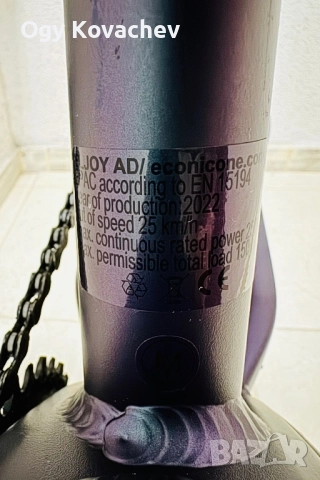 Ogy Kovachev
JOY AD/ econicone.com
AC according to EN 15194
of production: 2022
of speed 25 km/h
continuous rated power
permissible total load
CE
BAZAR